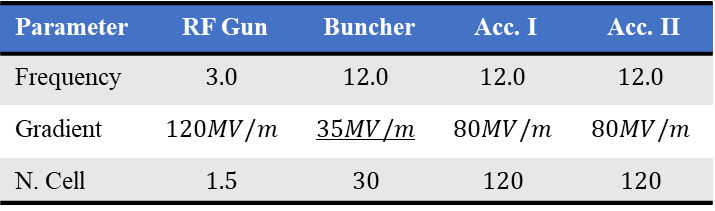 Parameter RF Gun Buncher Acc. I Acc. II
Frequency 3.0 12.0 12.0 12.0
Gradient 120MV/m 35MV/m 80MV/m 80MV/m
N. Cell 1.5 30 120 120